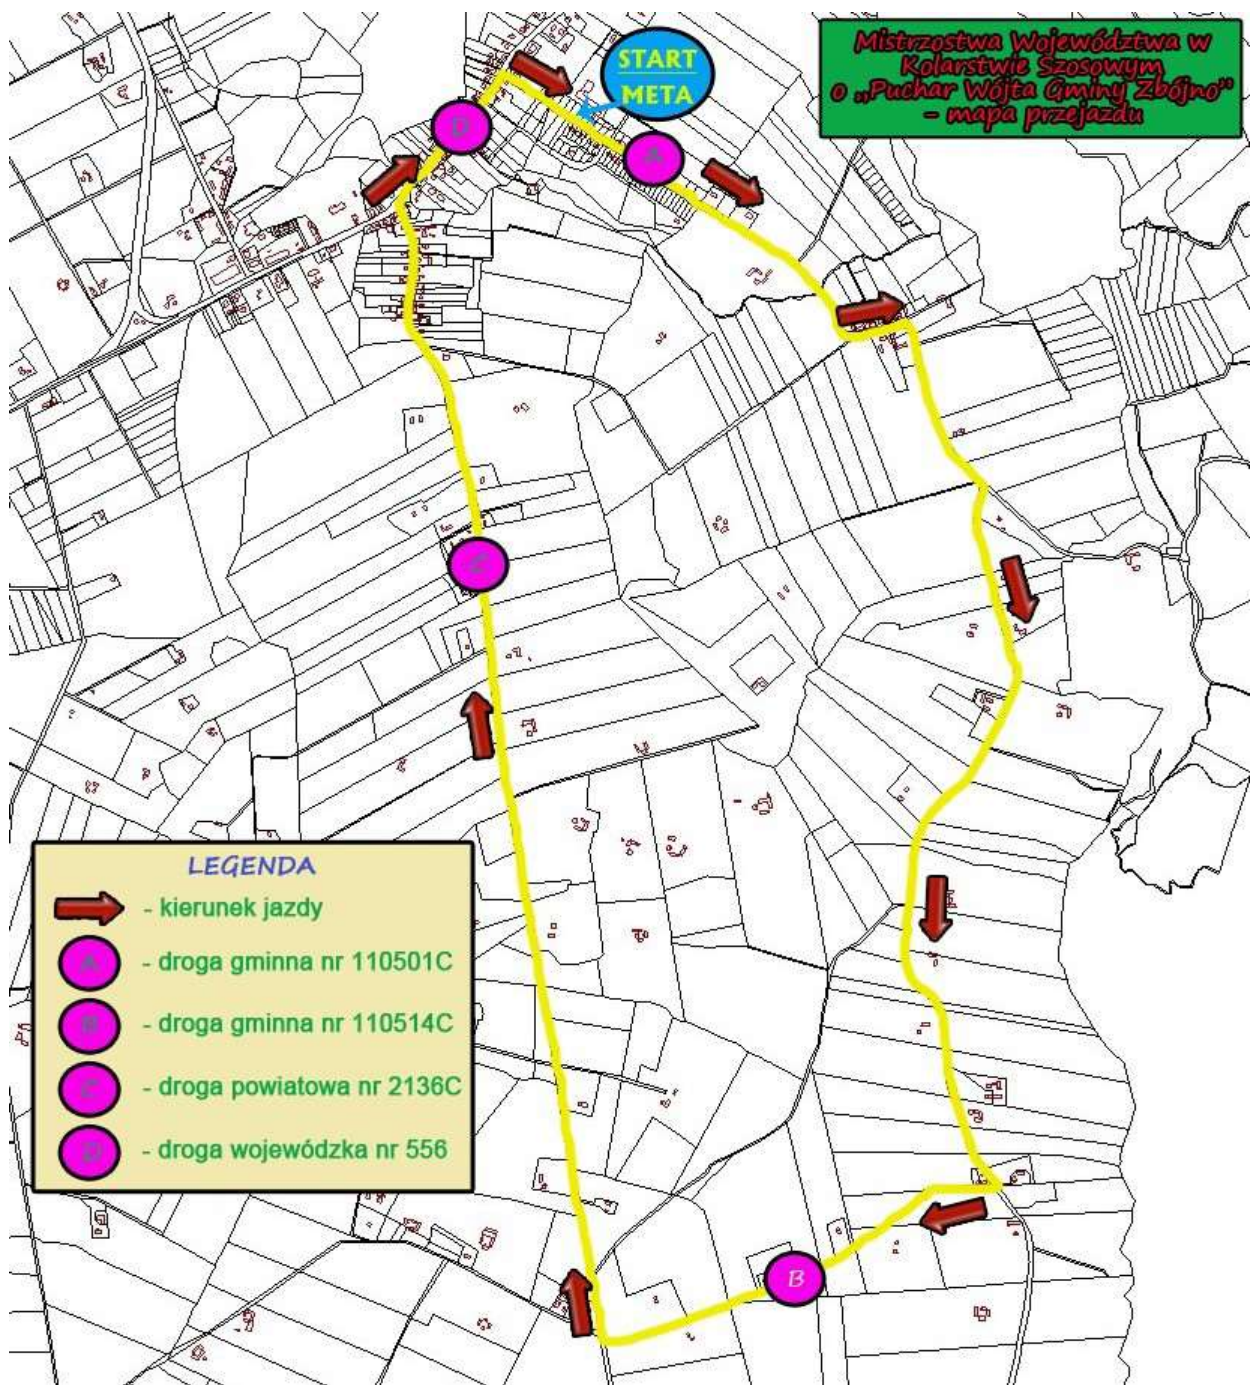 START
META
Mistrzostwa Województwa w
Kolarstwie Szosowym
o „Puchar Wójta Gminy Zbójno”
- mapa przejazdu
D
A
C
B
LEGENDA
- kierunek jazdy
A - droga gminna nr 110501C
B - droga gminna nr 110514C
C - droga powiatowa nr 2136C
D - droga wojewódzka nr 556